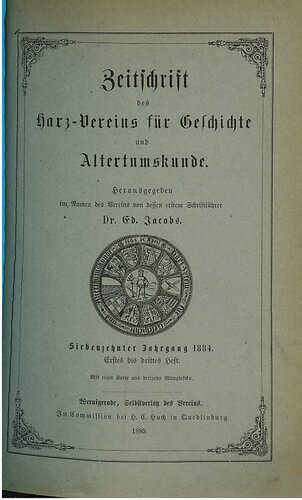 Zeitschrift
des
Harz-Vereins für Geschichte
und
Altertumskunde.
Herausgegeben
im Namen des Vereins von dessen erstem Schriftführer
Dr. Ed. Jacobs.
Siebenzehnter Jahrgang 1884.
Erstes bis drittes Heft.
Mit einer Karte und dreizehn Münztafeln.
Wernigerode, Selbstverlag des Vereins.
In Commission bei H. C. Huch in Quedlinburg.
1885.